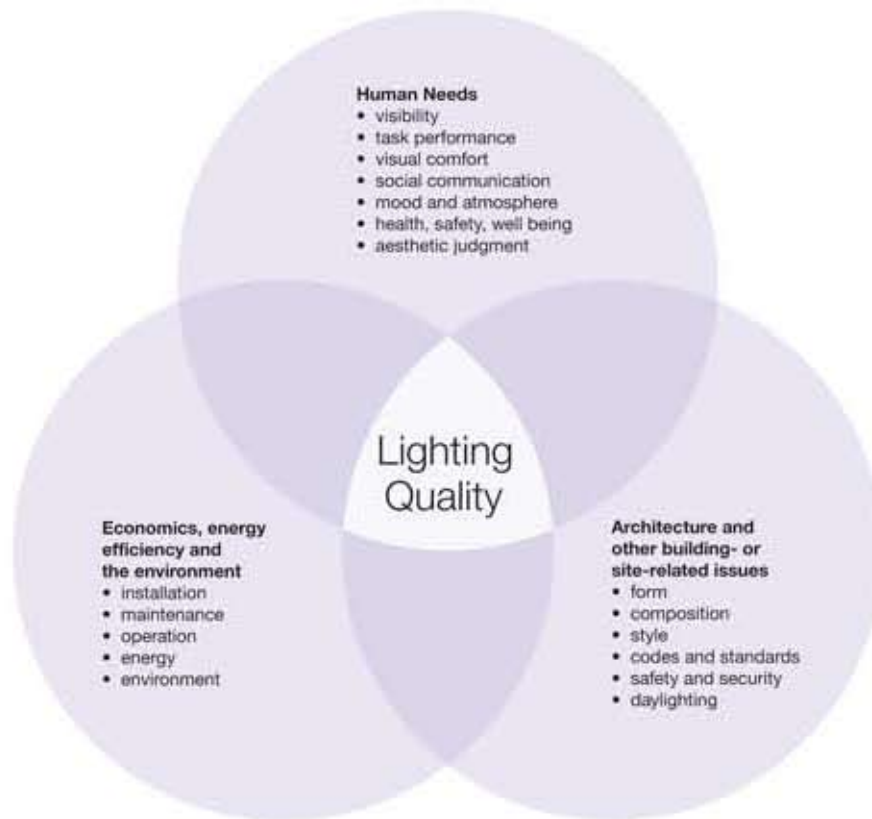 Human Needs
• visibility
• task performance
• visual comfort
• social communication
• mood and atmosphere
• health, safety, well being
• aesthetic judgment
Lighting
Quality
Economics, energy
efficiency and
the environment
• installation
• maintenance
• operation
• energy
• environment
Architecture and
other building- or
site-related issues
• form
• composition
• style
• codes and standards
• safety and security
• daylighting